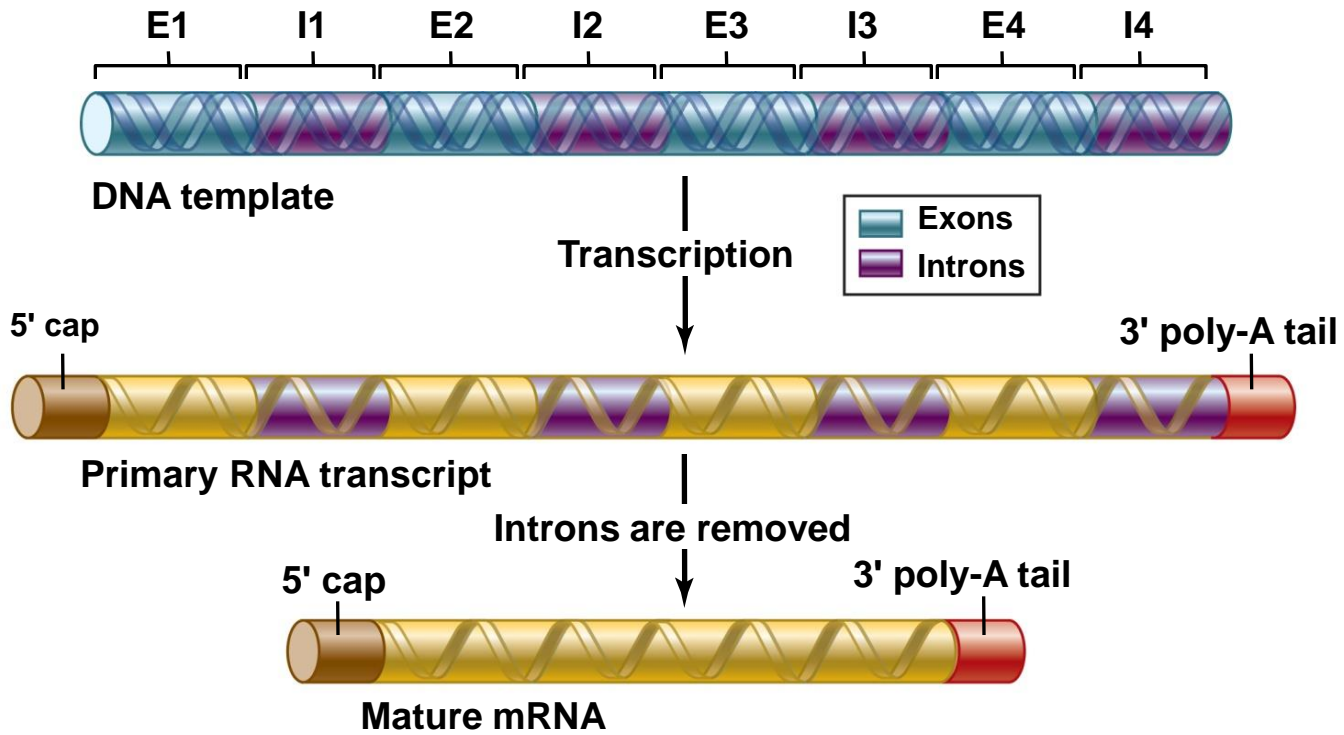 E1 I1 E2 I2 E3 I3 E4 I4
DNA template
Exons
Introns
Transcription
5' cap
3' poly-A tail
Primary RNA transcript
Introns are removed
5' cap
3' poly-A tail
Mature mRNA